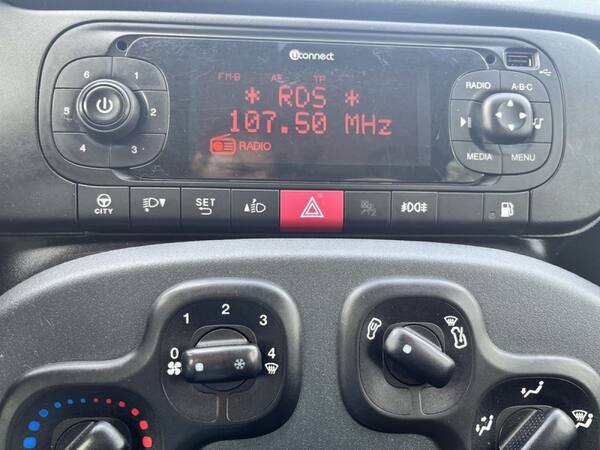 uconnect
FM-B AF TP
* RDS *
107.50 MHz
RADIO
6 1
5 2
4 3
RADIO A·B·C
MEDIA MENU
CITY
SET
0 1 2 3 4